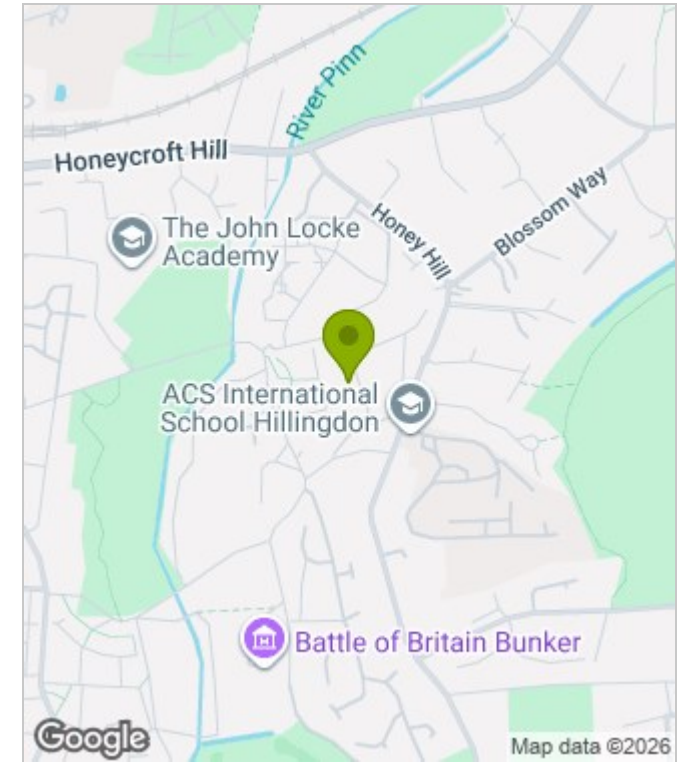 River Pinn
Honeycroft Hill
The John Locke
Academy
Honey Hill
Blossom Way
ACS International
School Hillingdon
Battle of Britain Bunker
Google
Map data ©2026